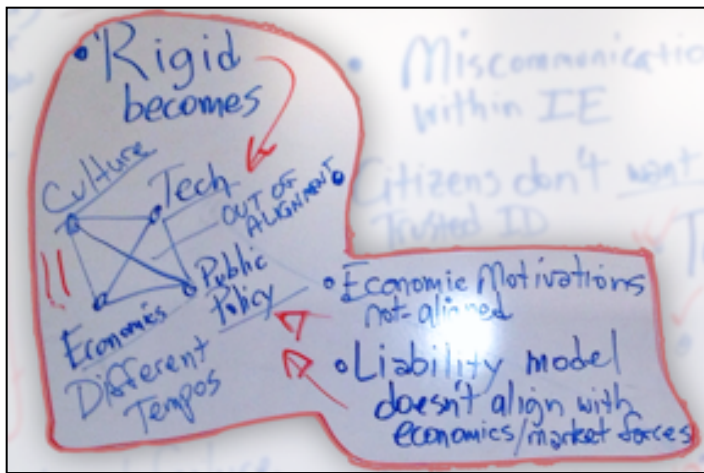 • Rigid
becomes
Culture
Tech
OUT OF
ALIGNMENT
Public
Policy
Economics
Different
Tempos
• Miscommunicatio
within IE
• Citizens don't want
Trusted ID
• Economic Motivations
not-aligned
• Liability model
doesn't align with
economics/market forces